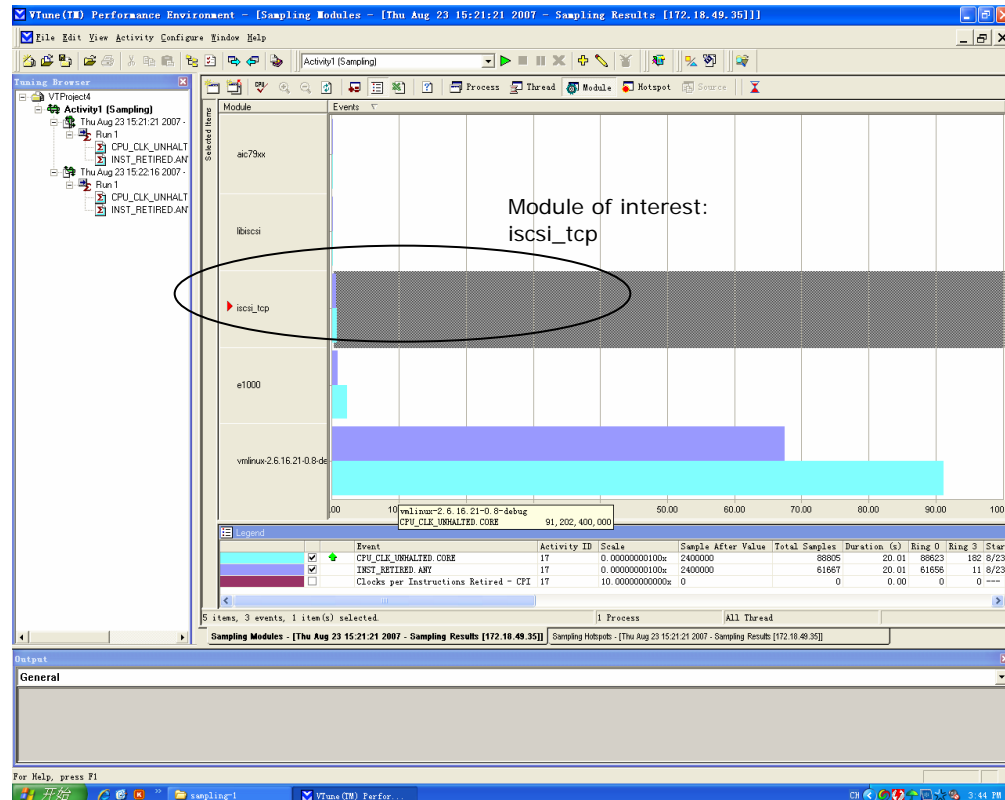 VTune(TM) Performance Environment - [Sampling Modules - [Thu Aug 23 15:21:21 2007 - Sampling Results [172.18.49.35]]]
File Edit View Activity Configure Window Help
Activity1 (Sampling)
Tuning Browser
VTProject4
Activity1 (Sampling)
Thu Aug 23 15:21:21 2007 -
Run 1
CPU_CLK_UNHALT
INST_RETIRED.AN
Thu Aug 23 15:22:16 2007 -
Run 1
CPU_CLK_UNHALT
INST_RETIRED.AN
Process Thread Module Hotspot Source
Selected Items
Module Events
aic79xx
libiscsi
iscsi_tcp
e1000
vmlinux-2.6.16.21-0.8-de
Module of interest:
iscsi_tcp
.00 10 50.00 60.00 70.00 80.00 90.00 100
vmlinux-2.6.16.21-0.8-debug
CPU_CLK_UNHALTED.CORE 91,202,400,000
Legend
Event Activity ID Scale Sample After Value Total Samples Duration (s) Ring 0 Ring 3 Star
CPU_CLK_UNHALTED.CORE 17 0.00000000100x 2400000 88805 20.01 88623 182 8/23
INST_RETIRED.ANY 17 0.00000000100x 2400000 61667 20.01 61656 11 8/23
Clocks per Instructions Retired - CPI 17 10.00000000000x 0 0 0.00 0 0 ---
5 items, 3 events, 1 item(s) selected. 1 Process All Thread
Sampling Modules - [Thu Aug 23 15:21:21 2007 - Sampling Results [172.18.49.35]] Sampling Hotspots - [Thu Aug 23 15:21:21 2007 - Sampling Results [172.18.49.35]]
Output
General
For Help, press F1
开始 sampling-1 VTune(TM) Perfor... CH 3:44 PM